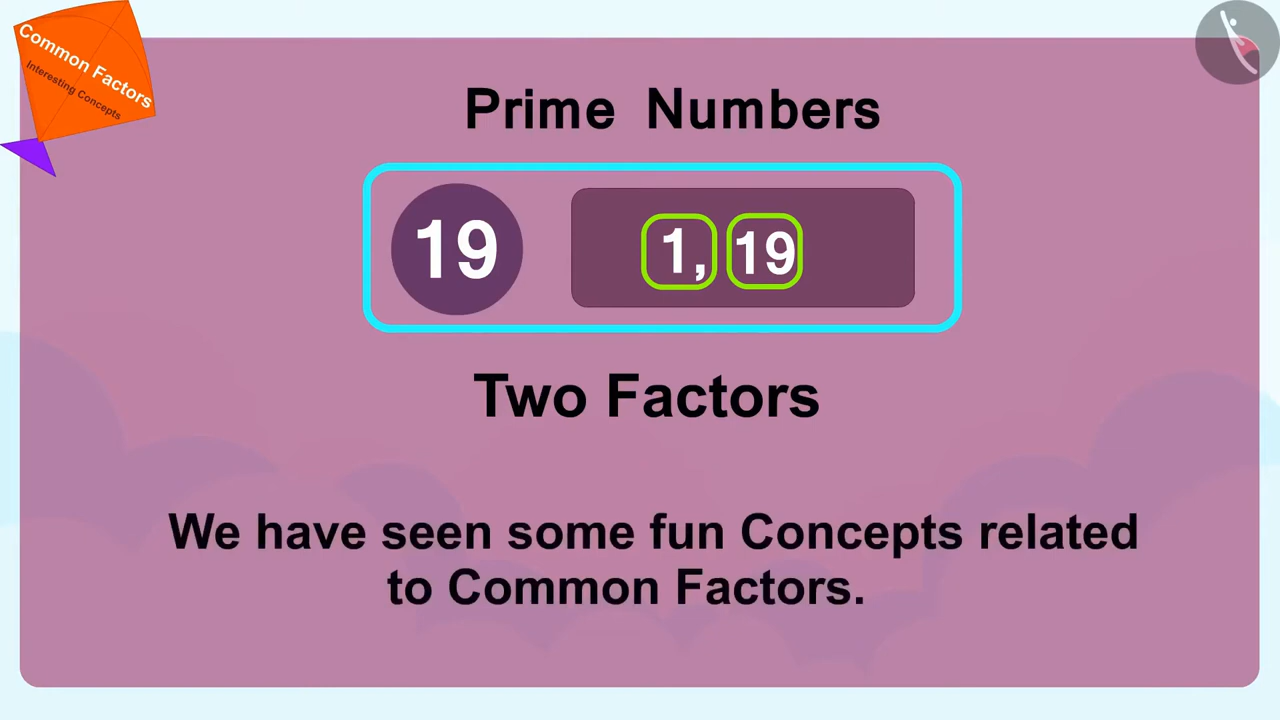 Common Factors
Interesting Concepts
Prime Numbers
19 1, 19
Two Factors
We have seen some fun Concepts related
to Common Factors.